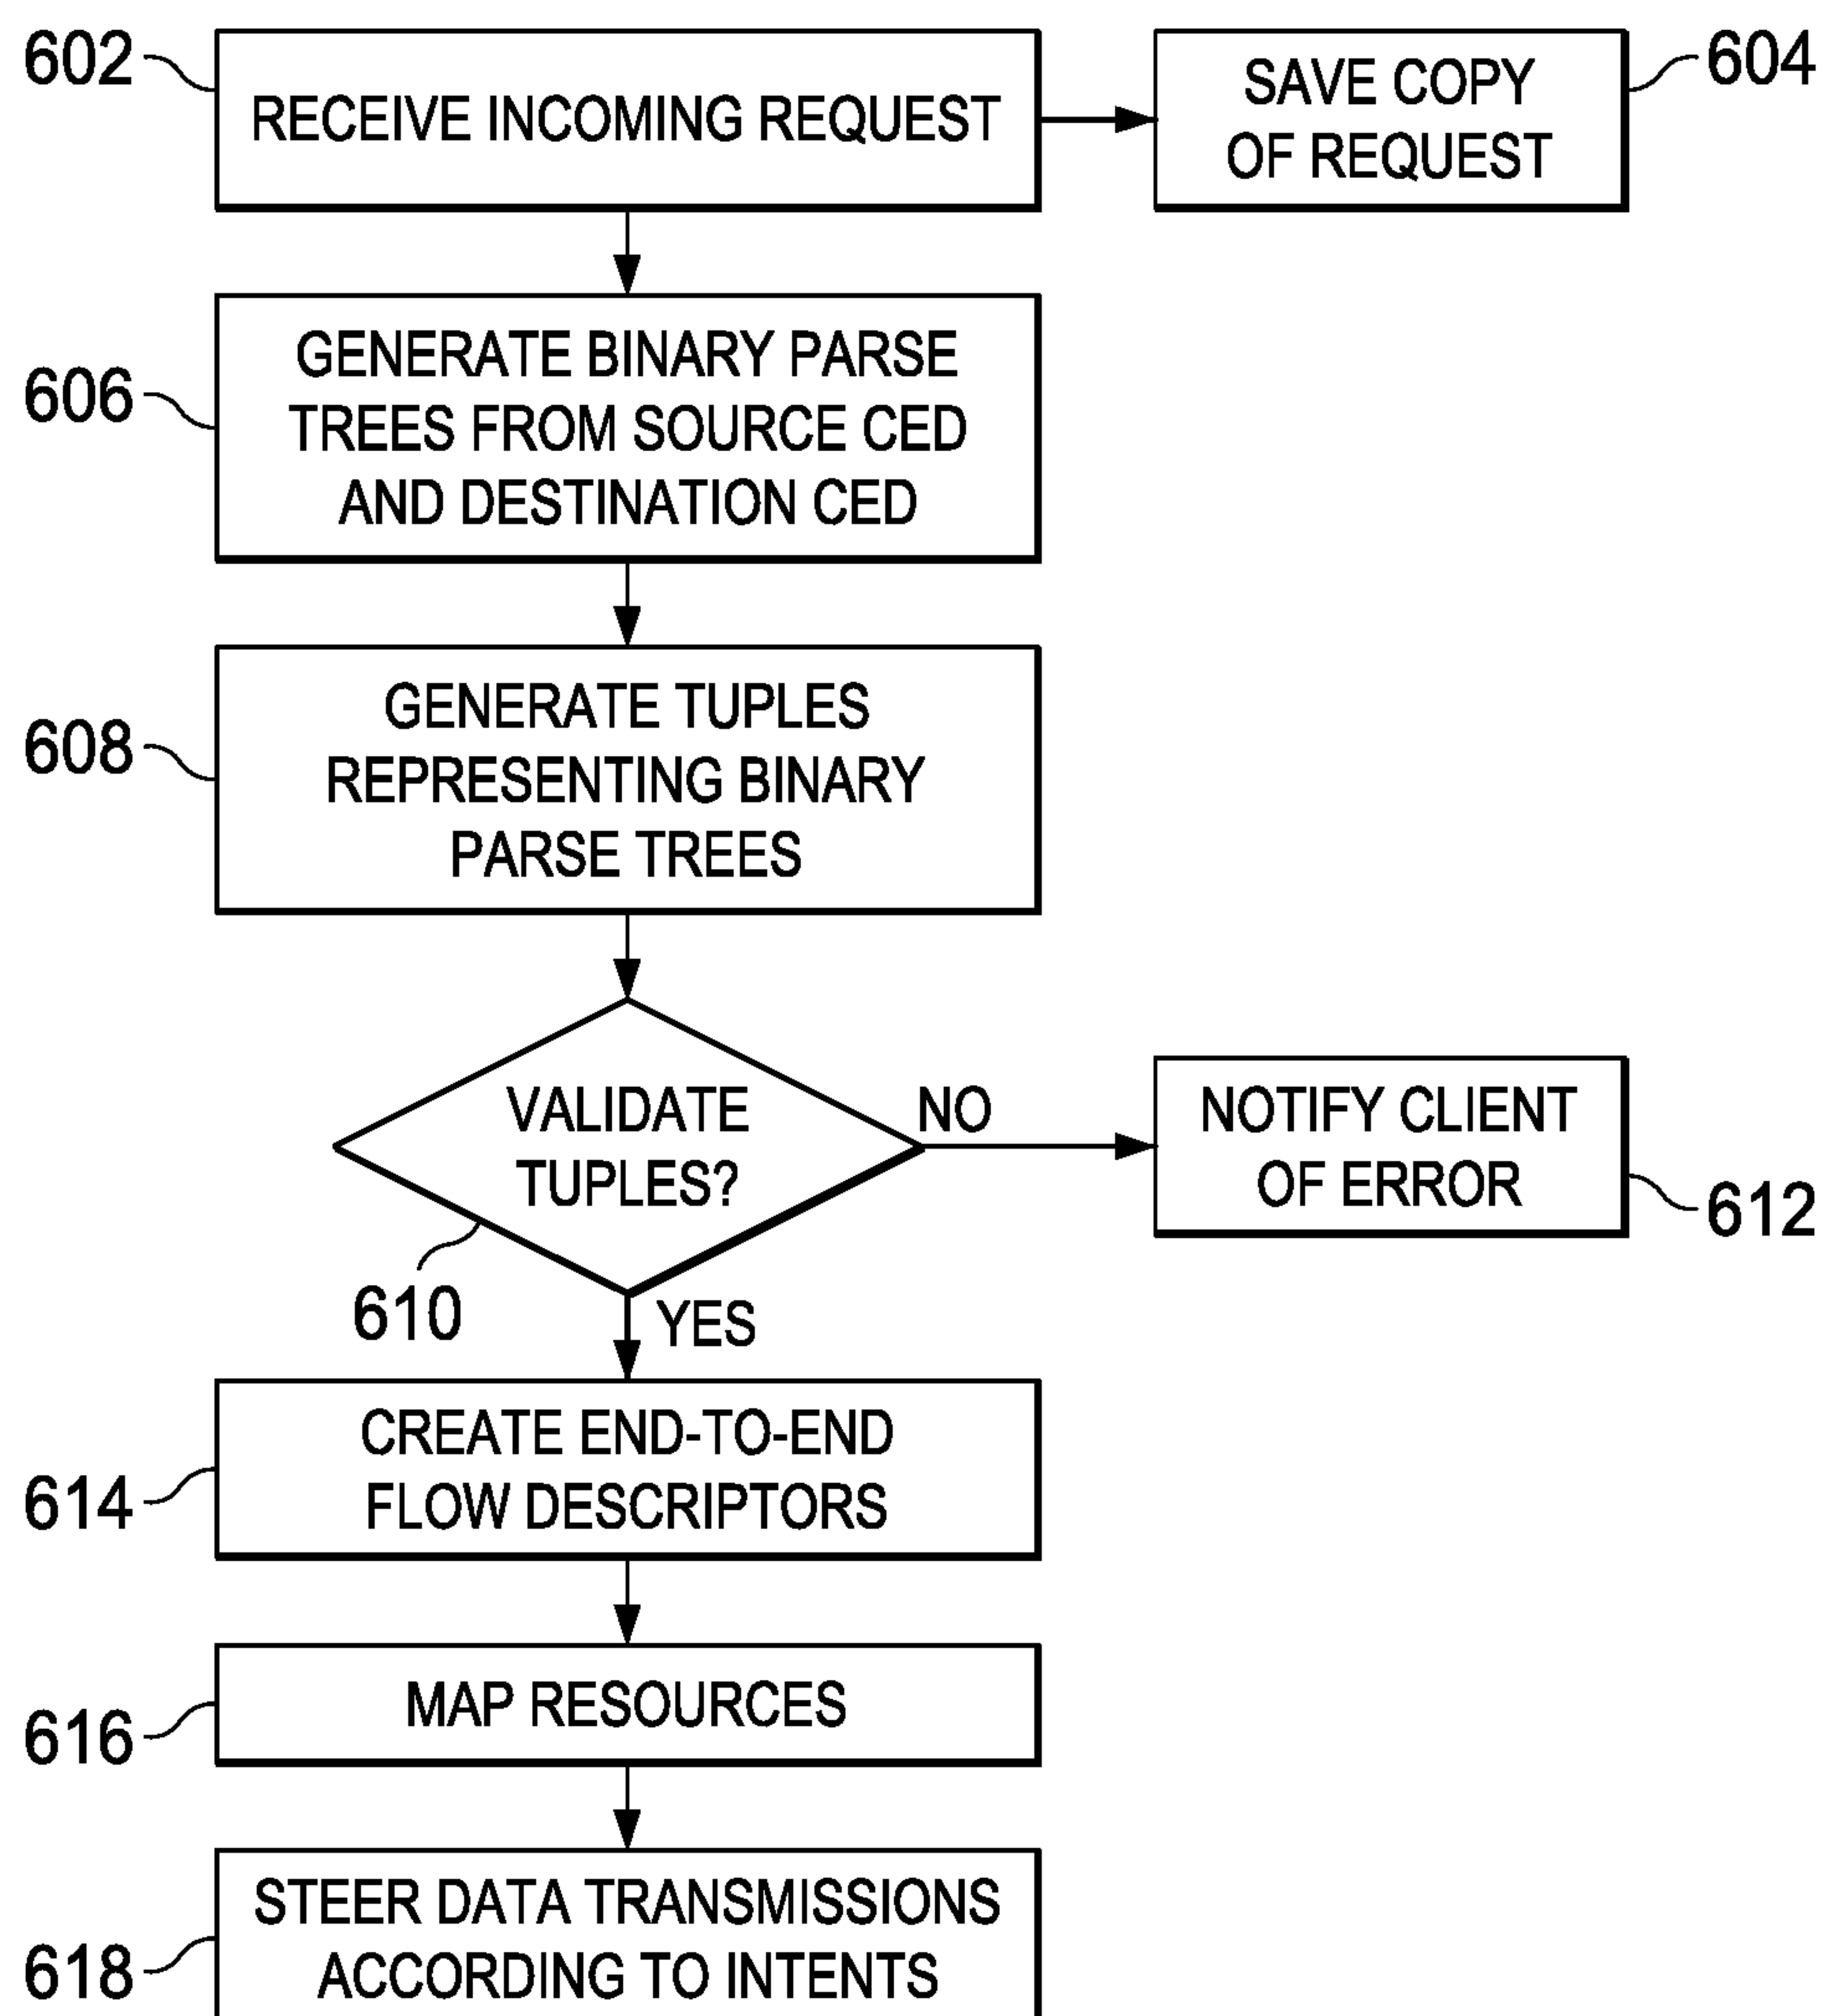 602
RECEIVE INCOMING REQUEST
SAVE COPY
OF REQUEST
604
606
GENERATE BINARY PARSE
TREES FROM SOURCE CED
AND DESTINATION CED
608
GENERATE TUPLES
REPRESENTING BINARY
PARSE TREES
VALIDATE
TUPLES?
610
NO
NOTIFY CLIENT
OF ERROR
612
YES
614
CREATE END-TO-END
FLOW DESCRIPTORS
616
MAP RESOURCES
618
STEER DATA TRANSMISSIONS
ACCORDING TO INTENTS